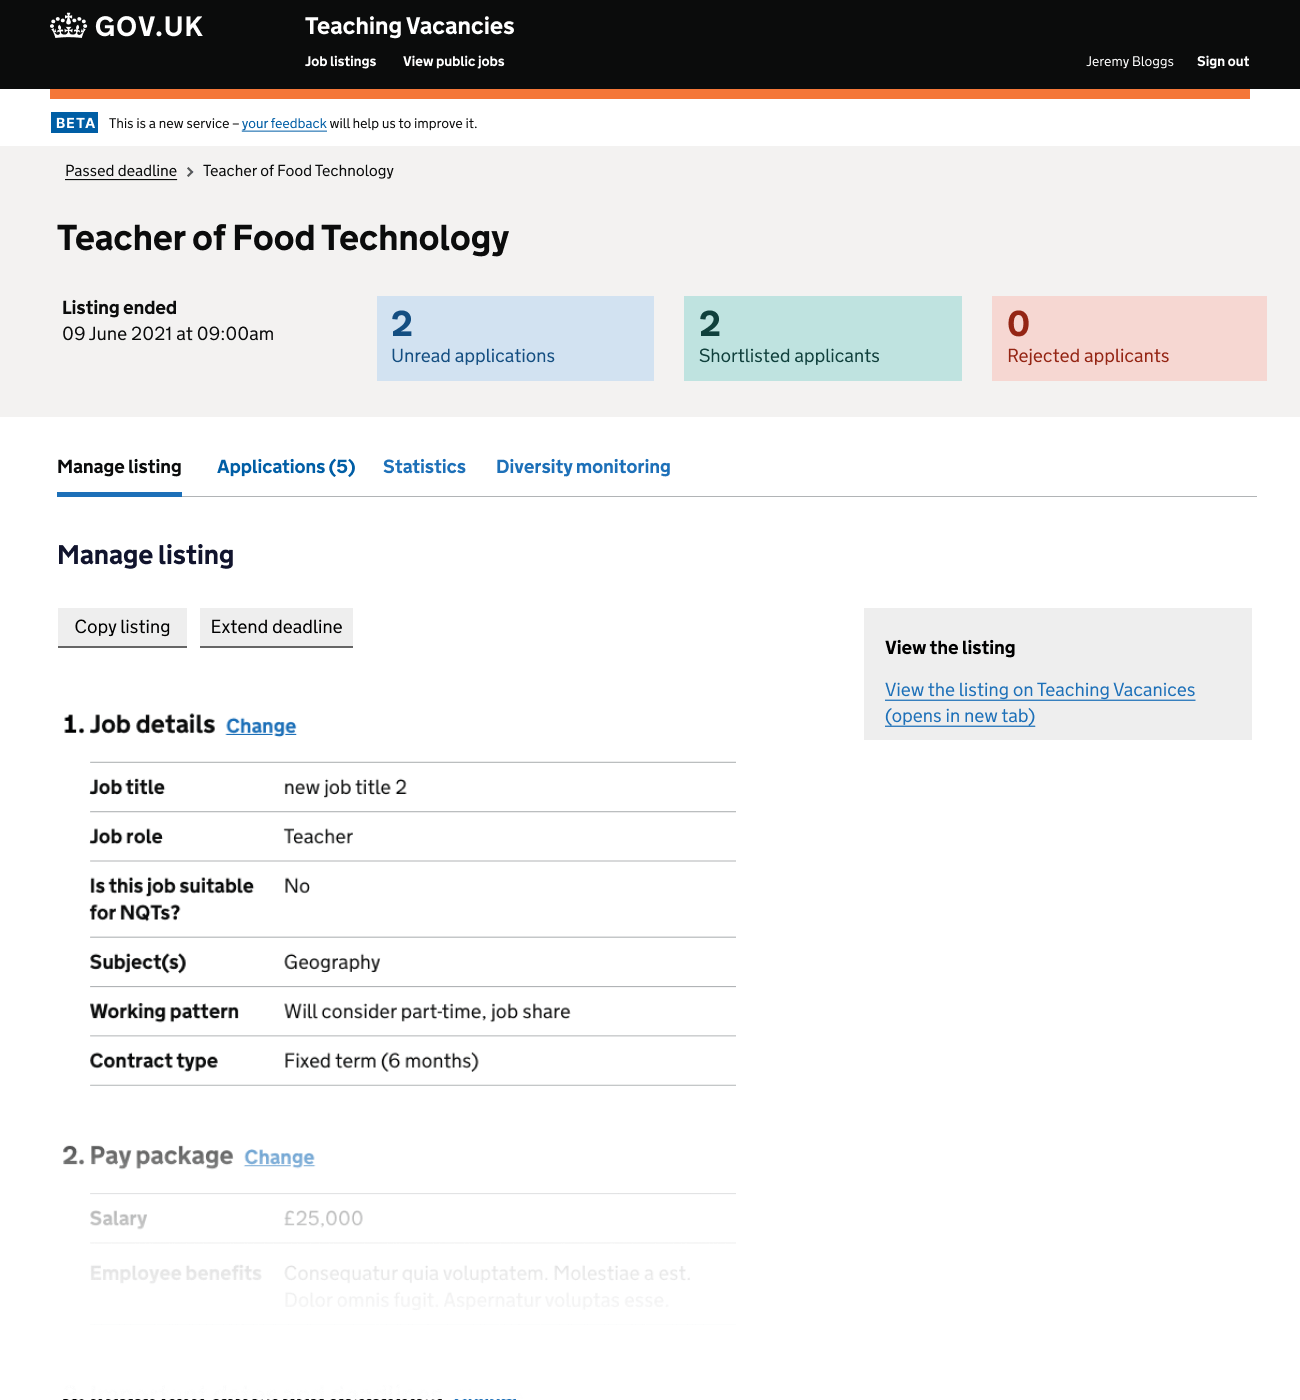 GOV.UK
Teaching Vacancies
Job listings View public jobs
Jeremy Bloggs Sign out
BETA This is a new service – your feedback will help us to improve it.
Passed deadline > Teacher of Food Technology
Teacher of Food Technology
Listing ended
09 June 2021 at 09:00am
2
Unread applications
2
Shortlisted applicants
0
Rejected applicants
Manage listing Applications (5) Statistics Diversity monitoring
Manage listing
Copy listing Extend deadline
View the listing
View the listing on Teaching Vacanices
(opens in new tab)
1. Job details Change
Job title new job title 2
Job role Teacher
Is this job suitable No
for NQTs?
Subject(s) Geography
Working pattern Will consider part-time, job share
Contract type Fixed term (6 months)
2. Pay package Change
Salary £25,000
Employee benefits Consequatur quia voluptatem. Molestiae a est.
Dolor omnis fugit. Aspernatur voluptas esse.